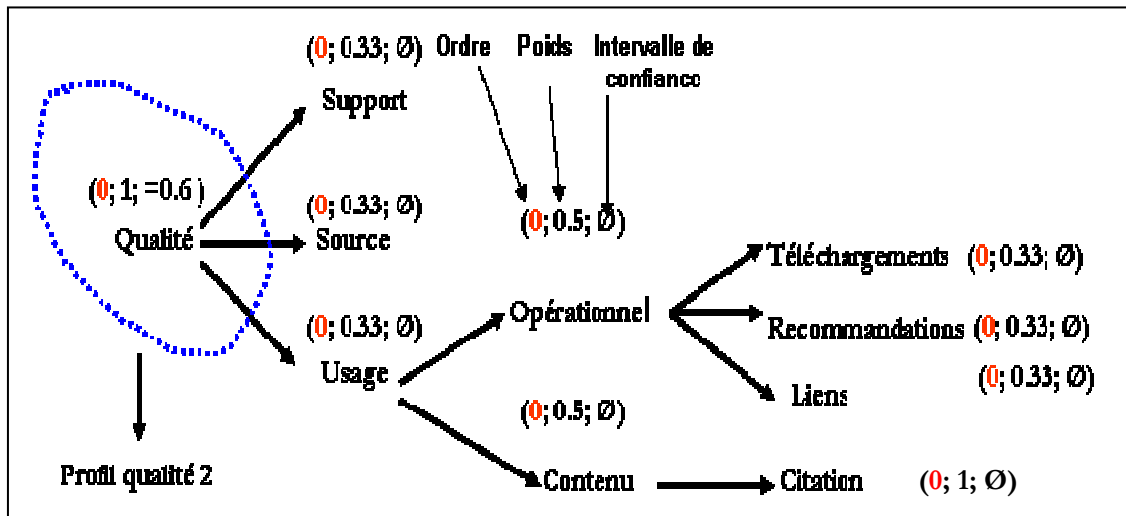 (0; 0.33; Ø) Ordre Poids Intervalle de
confiance
Support
(0; 1; =0.6 )
(0; 0.33; Ø)
(0; 0.5; Ø)
Qualité Source
Téléchargements (0; 0.33; Ø)
Opérationnel
(0; 0.33; Ø)
Recommandations (0; 0.33; Ø)
Usage
(0; 0.33; Ø)
Liens
(0; 0.5; Ø)
Profil qualité 2
Contenu Citation (0; 1; Ø)